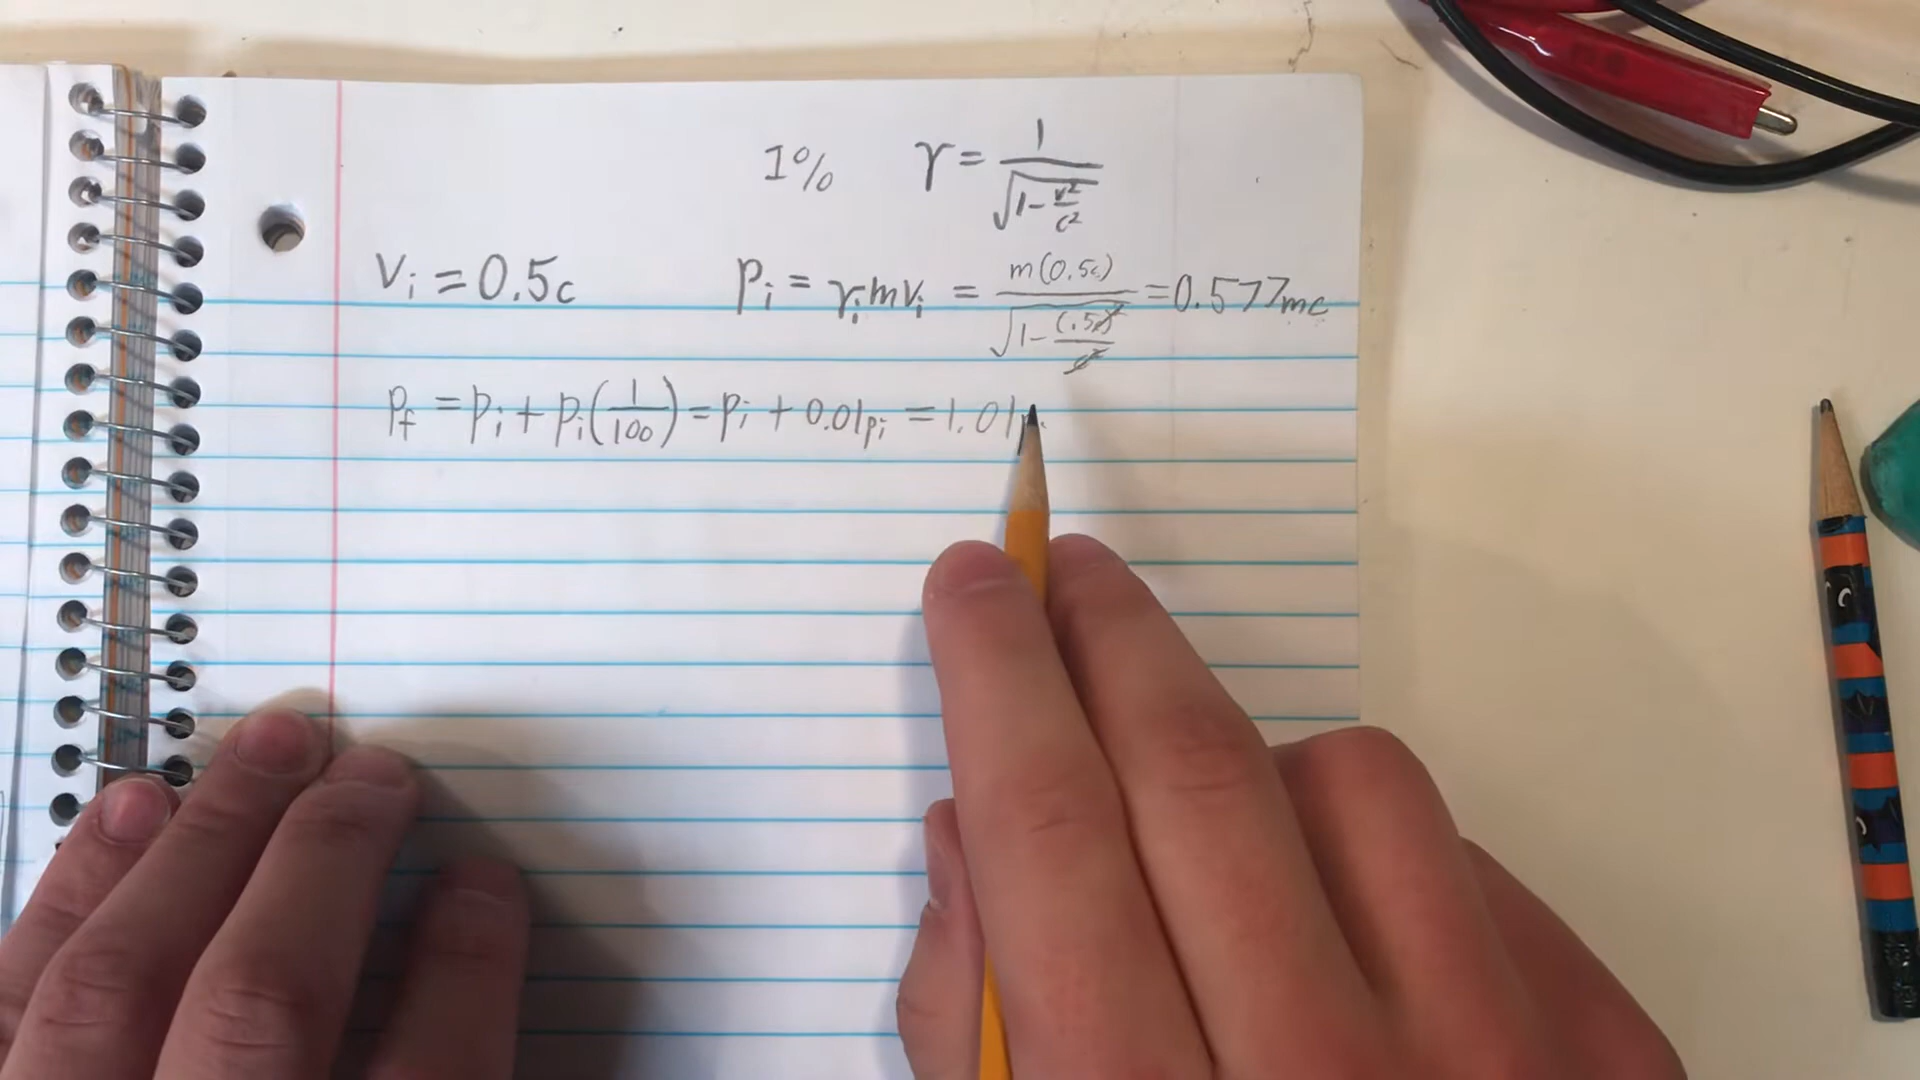 1% γ = 1/√(1-v²/c²)
Vᵢ = 0.5c pᵢ = γᵢmvᵢ = m(0.5c)/√(1-(.5c)²/c²) = 0.577mc
p_f = pᵢ + pᵢ(1/100) = pᵢ + 0.01pᵢ = 1.01pᵢ